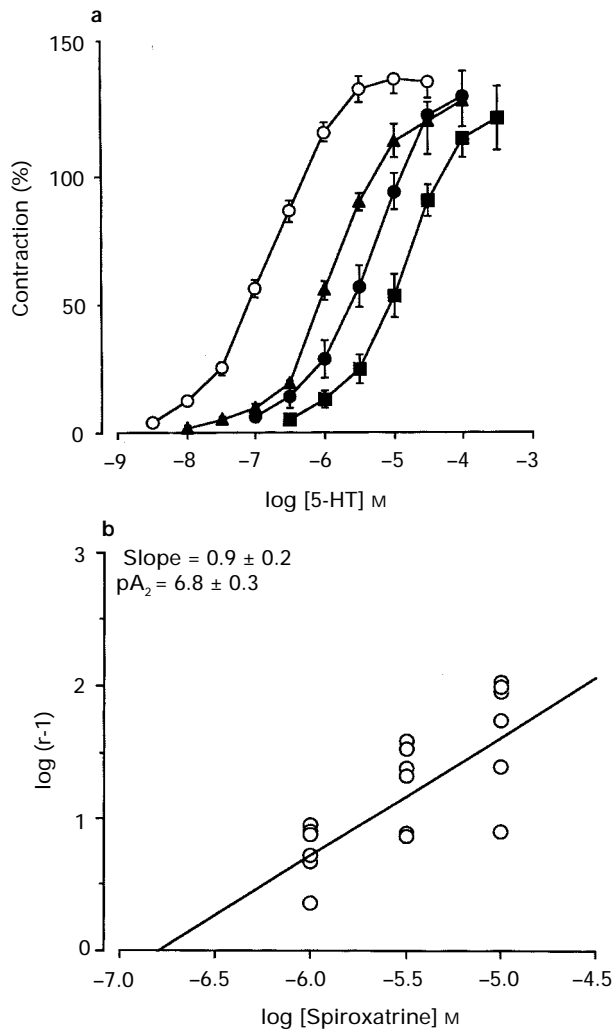 a
150
100
50
0
Contraction (%)
−9 −8 −7 −6 −5 −4 −3
log [5-HT] M
b
Slope = 0.9 ± 0.2
pA2 = 6.8 ± 0.3
3
2
1
0
log (r-1)
−7.0 −6.5 −6.0 −5.5 −5.0 −4.5
log [Spiroxatrine] M